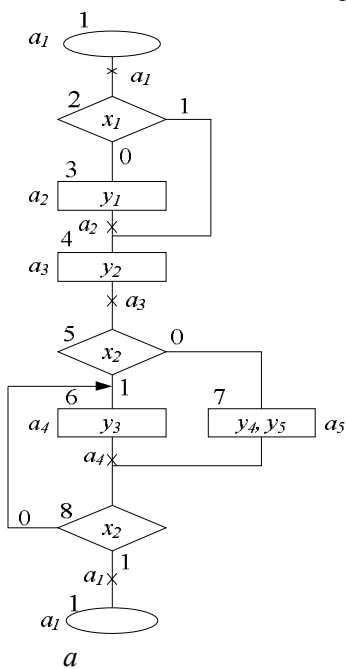 1
a₁
a₁
2
x₁
1
0
3
a₂ y₁
a₂
4
a₃ y₂
a₃
5
0
x₂
1
6 7
a₄ y₃ y₄, y₅ a₅
a₄
8
0 x₂
1
a₁
1
a₁
a